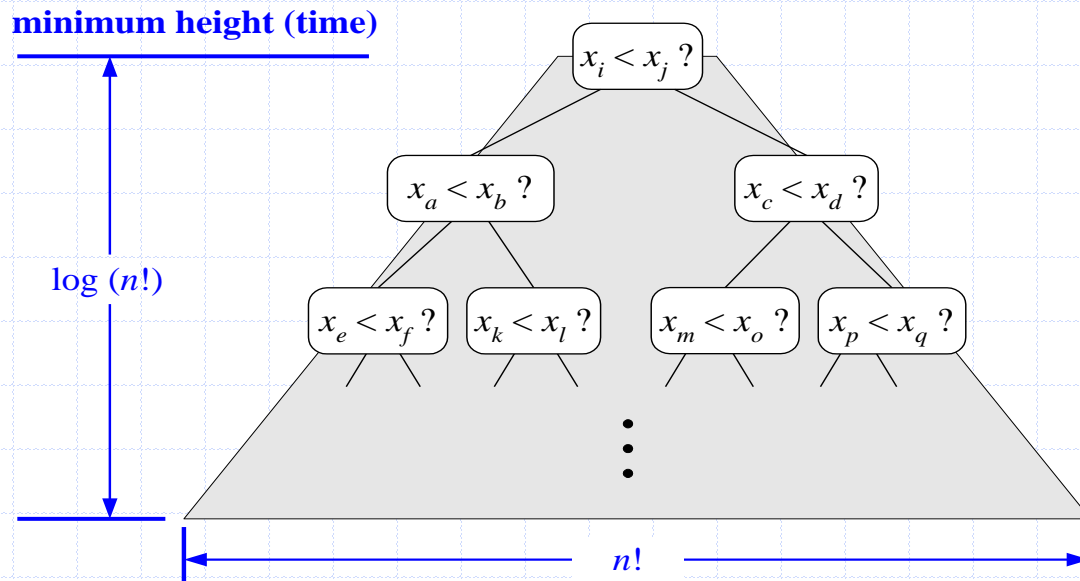 minimum height (time)
x_i < x_j ?
x_a < x_b ?
x_c < x_d ?
log (n!)
x_e < x_f ?
x_k < x_l ?
x_m < x_o ?
x_p < x_q ?
n!